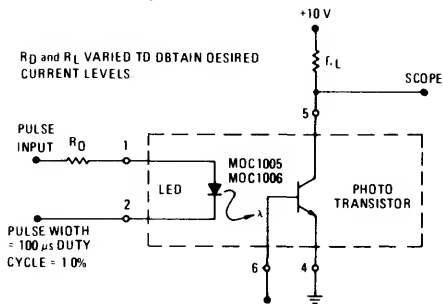 +10 V
RD and RL VARIED TO OBTAIN DESIRED
CURRENT LEVELS
RL
SCOPE
5
PULSE
INPUT
RD
1
MOC1005
MOC1006
LED
PHOTO
TRANSISTOR
2
λ
PULSE WIDTH
= 100 μs DUTY
CYCLE = 1 0%
6
4